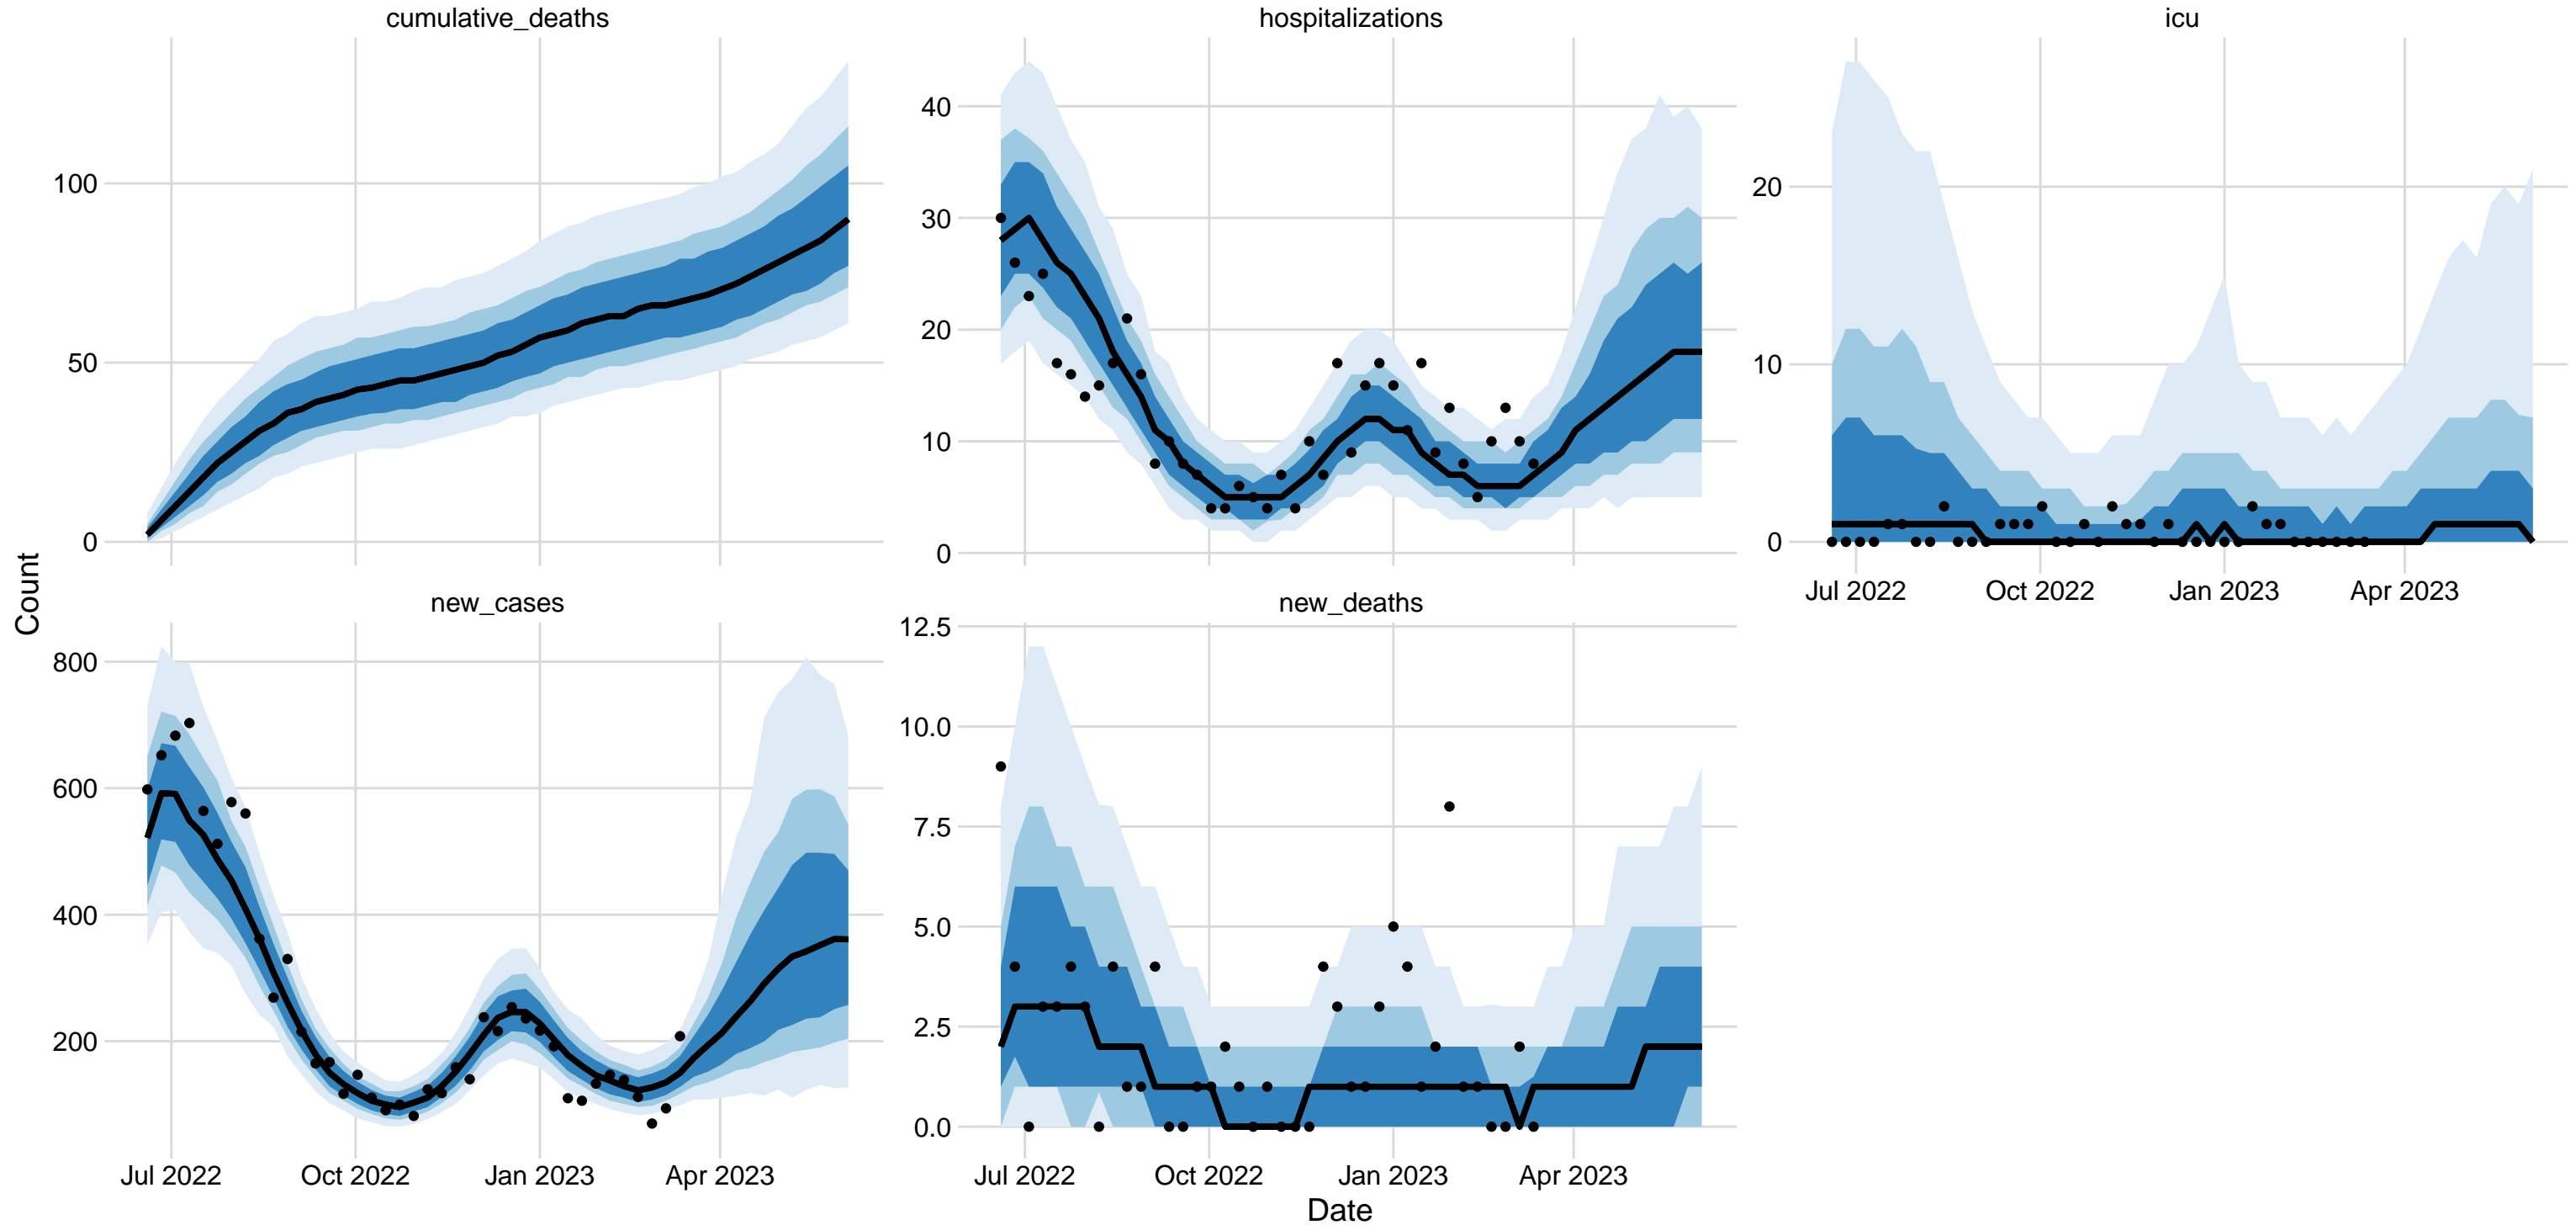 cumulative_deaths
hospitalizations
icu
100
50
0
40
30
20
10
0
20
10
0
Jul 2022
Oct 2022
Jan 2023
Apr 2023
Count
new_cases
new_deaths
800
600
400
200
12.5
10.0
7.5
5.0
2.5
0.0
Jul 2022
Oct 2022
Jan 2023
Apr 2023
Jul 2022
Oct 2022
Jan 2023
Apr 2023
Date